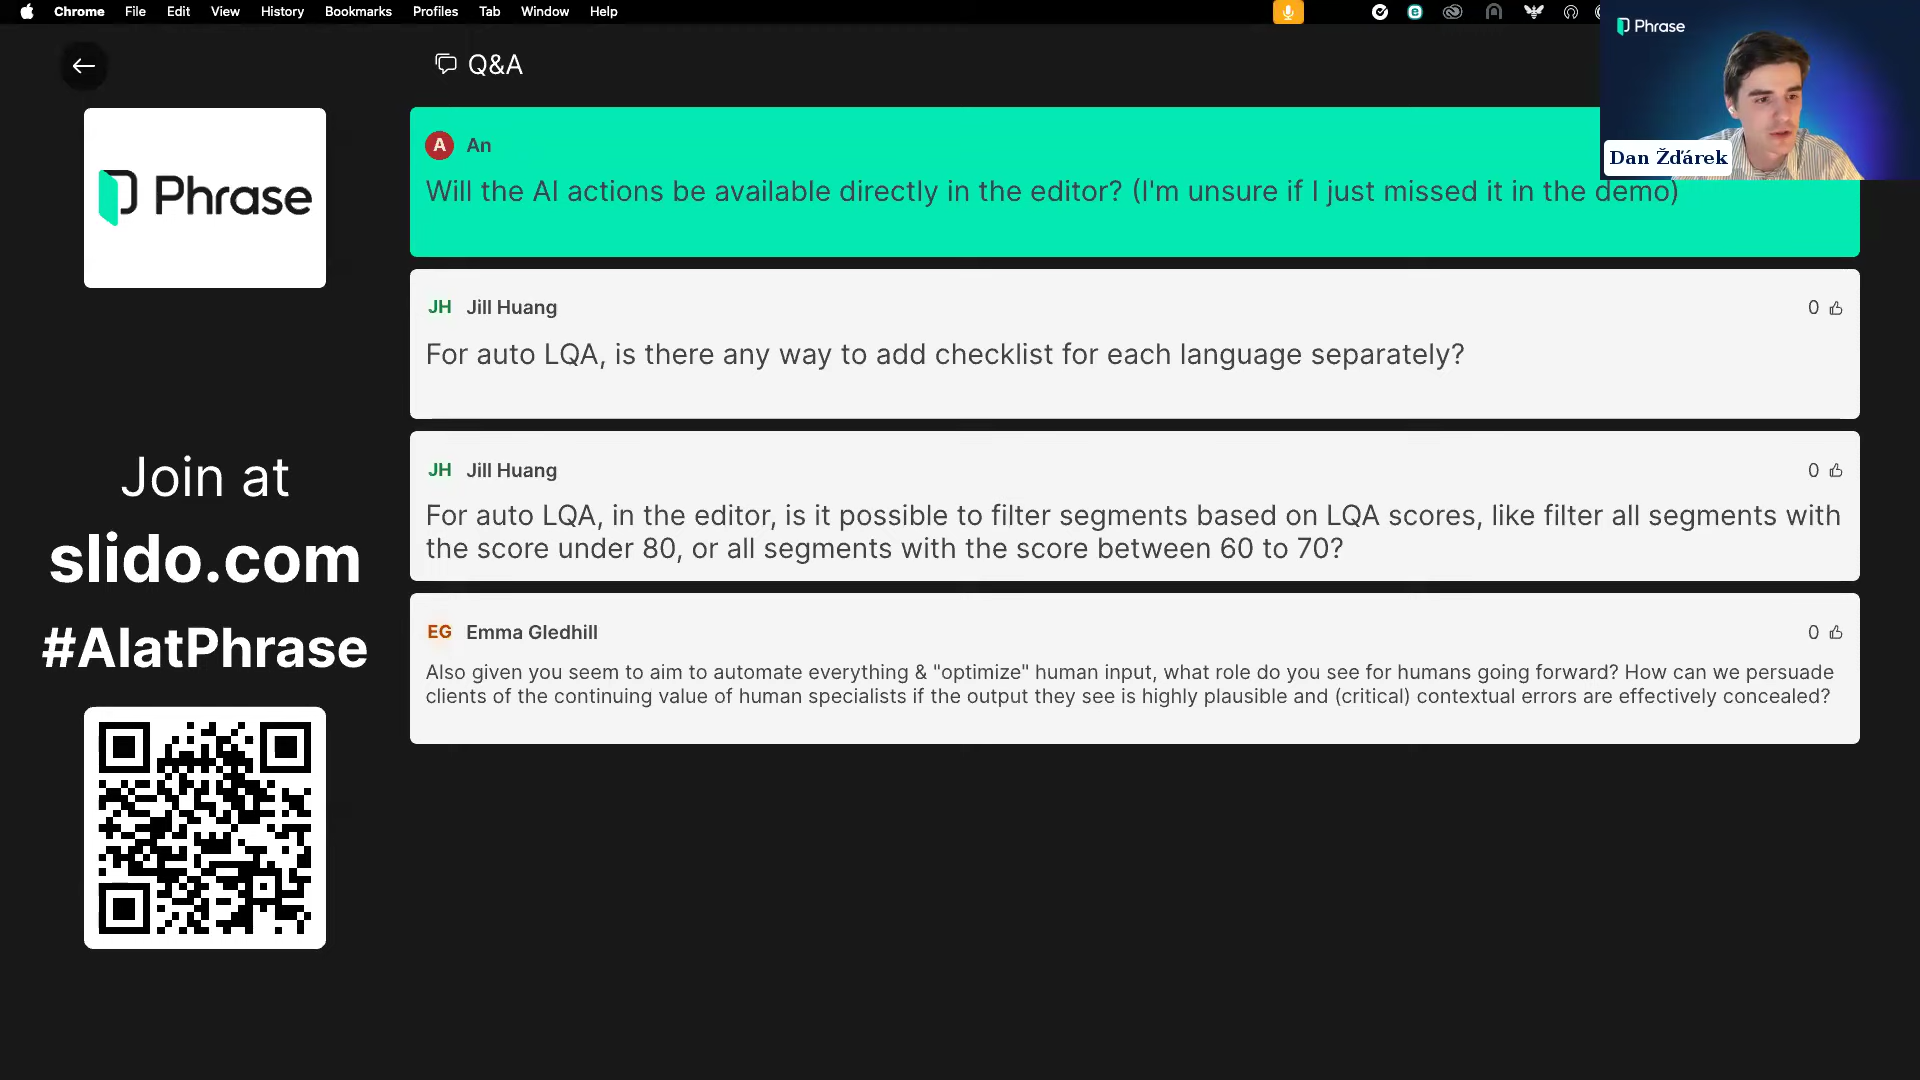 Chrome File Edit View History Bookmarks Profiles Tab Window Help
Phrase
Dan Žďárek
Q&A
Phrase
Join at
slido.com
#AIatPhrase
A An
Will the AI actions be available directly in the editor? (I'm unsure if I just missed it in the demo)
JH Jill Huang 0
For auto LQA, is there any way to add checklist for each language separately?
JH Jill Huang 0
For auto LQA, in the editor, is it possible to filter segments based on LQA scores, like filter all segments with
the score under 80, or all segments with the score between 60 to 70?
EG Emma Gledhill 0
Also given you seem to aim to automate everything & "optimize" human input, what role do you see for humans going forward? How can we persuade
clients of the continuing value of human specialists if the output they see is highly plausible and (critical) contextual errors are effectively concealed?